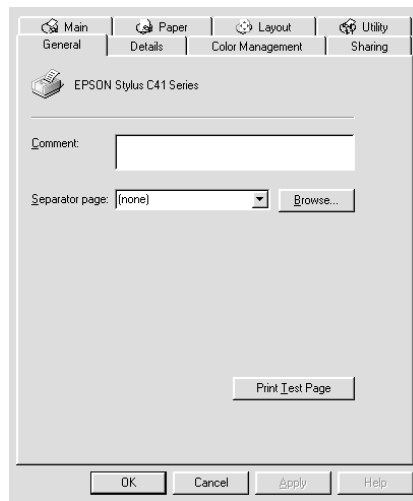 Main Paper Layout Utility
General Details Color Management Sharing
EPSON Stylus C41 Series
Comment:
Separator page: (none) Browse...
Print Test Page
OK Cancel Apply Help